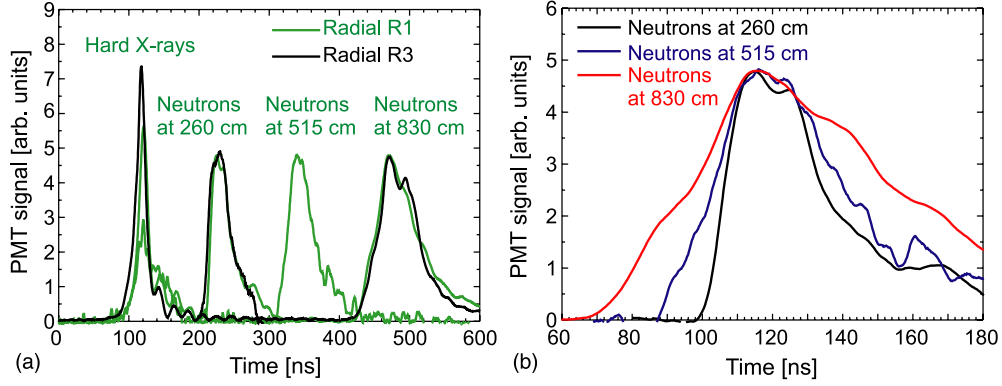 8
7
6
5
4
3
2
1
0
PMT signal [arb. units]
Hard X-rays
Radial R1
Radial R3
Neutrons
at 260 cm
Neutrons
at 515 cm
Neutrons
at 830 cm
0 100 200 300 400 500 600
Time [ns]
(a)
6
5
4
3
2
1
0
PMT signal [arb. units]
Neutrons at 260 cm
Neutrons at 515 cm
Neutrons
at 830 cm
60 80 100 120 140 160 180
Time [ns]
(b)